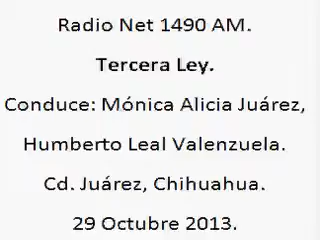 Radio Net 1490 AM.
Tercera Ley.
Conduce: Mónica Alicia Juárez,
Humberto Leal Valenzuela.
Cd. Juárez, Chihuahua.
29 Octubre 2013.